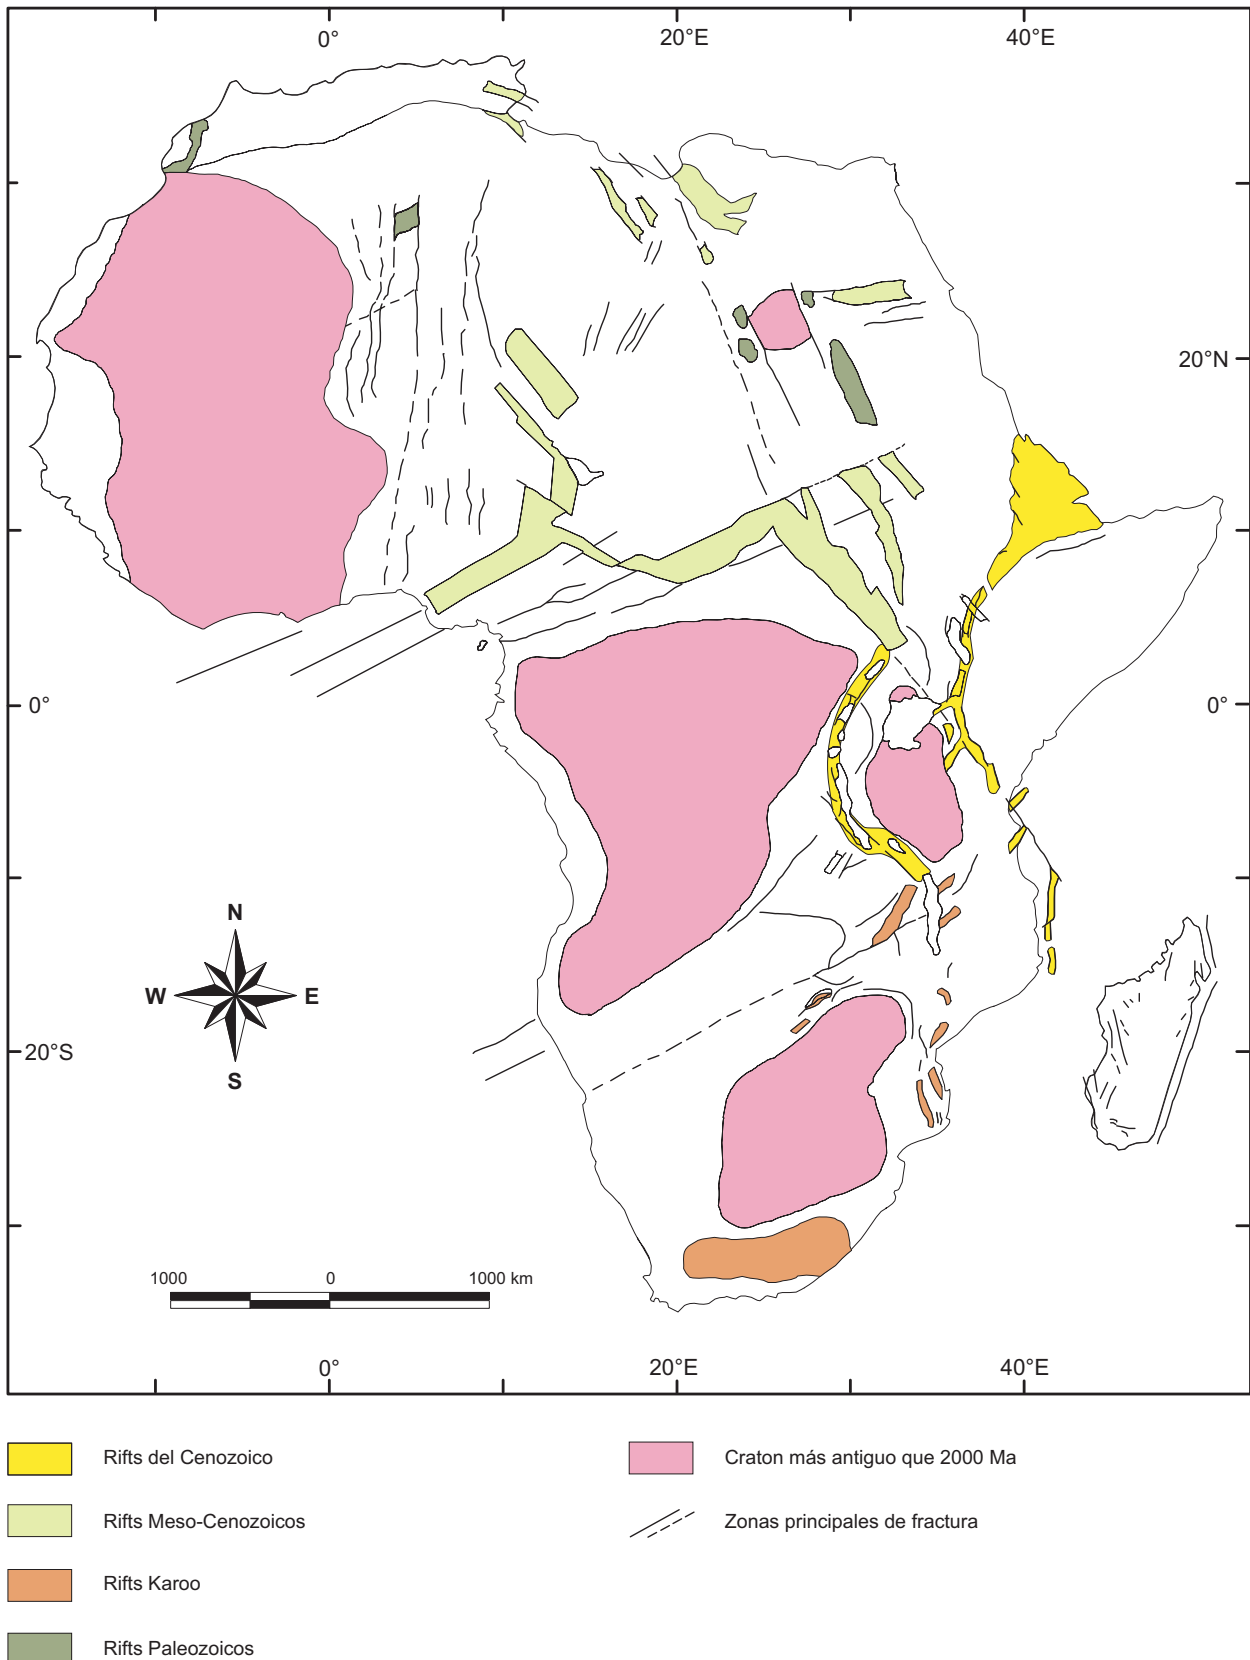 0° 20°E 40°E
20°N
0° 0°
N
W E
S
20°S
1000 0 1000 km
0° 20°E 40°E
Rifts del Cenozoico
Craton más antiguo que 2000 Ma
Rifts Meso-Cenozoicos
Zonas principales de fractura
Rifts Karoo
Rifts Paleozoicos